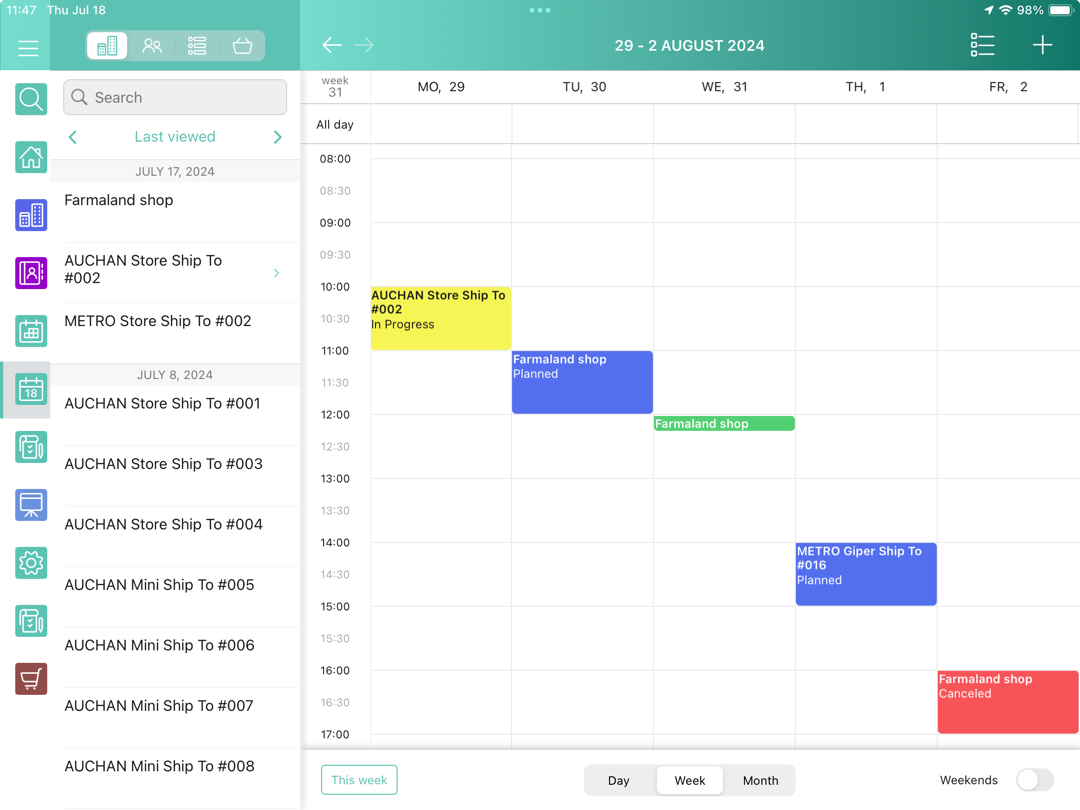 11:47 Thu Jul 18
98%
29 - 2 AUGUST 2024
Search
Last viewed
JULY 17, 2024
Farmaland shop
AUCHAN Store Ship To
#002
METRO Store Ship To #002
JULY 8, 2024
AUCHAN Store Ship To #001
AUCHAN Store Ship To #003
AUCHAN Store Ship To #004
AUCHAN Mini Ship To #005
AUCHAN Mini Ship To #006
AUCHAN Mini Ship To #007
AUCHAN Mini Ship To #008
18
week
31
MO, 29
TU, 30
WE, 31
TH, 1
FR, 2
All day
08:00
08:30
09:00
09:30
10:00
10:30
11:00
11:30
12:00
12:30
13:00
13:30
14:00
14:30
15:00
15:30
16:00
16:30
17:00
AUCHAN Store Ship To
#002
In Progress
Farmaland shop
Planned
Farmaland shop
METRO Giper Ship To
#016
Planned
Farmaland shop
Canceled
This week
Day
Week
Month
Weekends